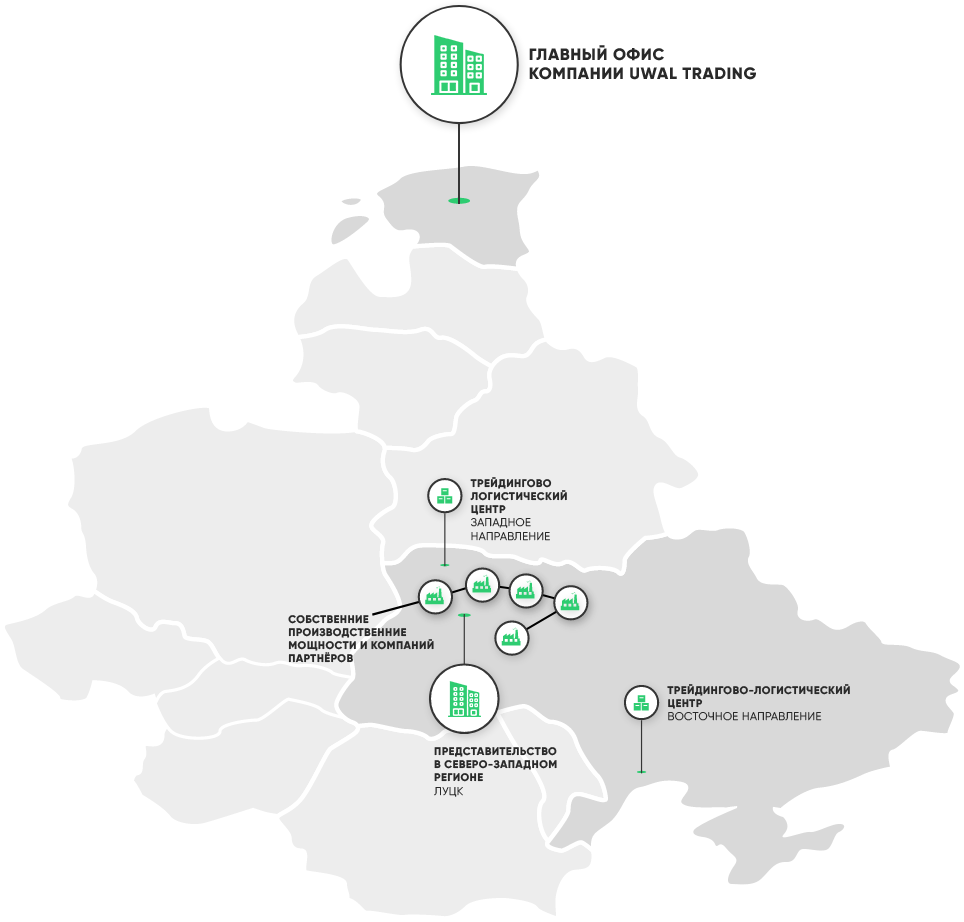 ГЛАВНЫЙ ОФИС
КОМПАНИИ UWAL TRADING
ТРЕЙДИНГОВО
ЛОГИСТИЧЕСКИЙ
ЦЕНТР
ЗАПАДНОЕ
НАПРАВЛЕНИЕ
СОБСТВЕННИЕ
ПРОИЗВОДСТВЕННИЕ
МОЩНОСТИ И КОМПАНИЙ
ПАРТНЁРОВ
ТРЕЙДИНГОВО-ЛОГИСТИЧЕСКИЙ
ЦЕНТР
ВОСТОЧНОЕ НАПРАВЛЕНИЕ
ПРЕДСТАВИТЕЛЬСТВО
В СЕВЕРО-ЗАПАДНОМ
РЕГИОНЕ
ЛУЦК